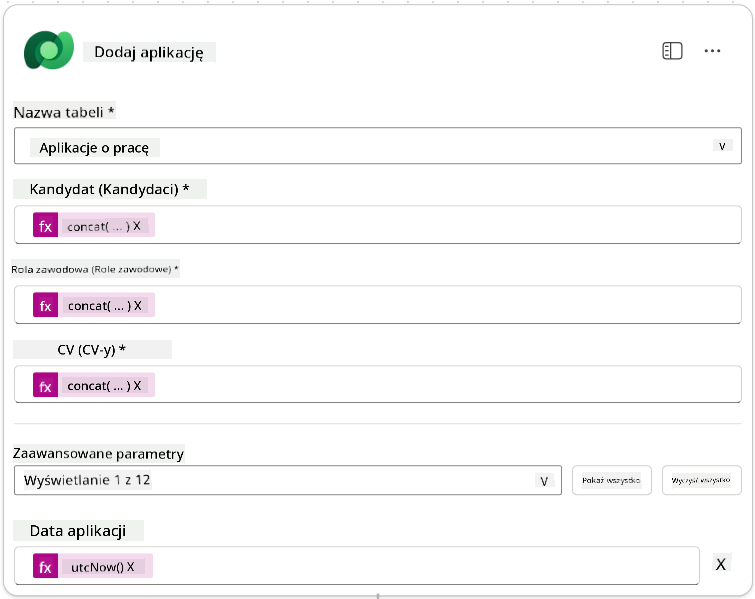 Dodaj aplikację
Nazwa tabeli *
Aplikacje o pracę
v
Kandydat (Kandydaci) *
fx concat( ... ) X
Rola zawodowa (Role zawodowe) *
fx concat( ... ) X
CV (CV-y) *
fx concat( ... ) X
Zaawansowane parametry
Wyświetlanie 1 z 12
V
Pokaż wszystko
Wyczyść wszystko
Data aplikacji
fx utcNow() X
X